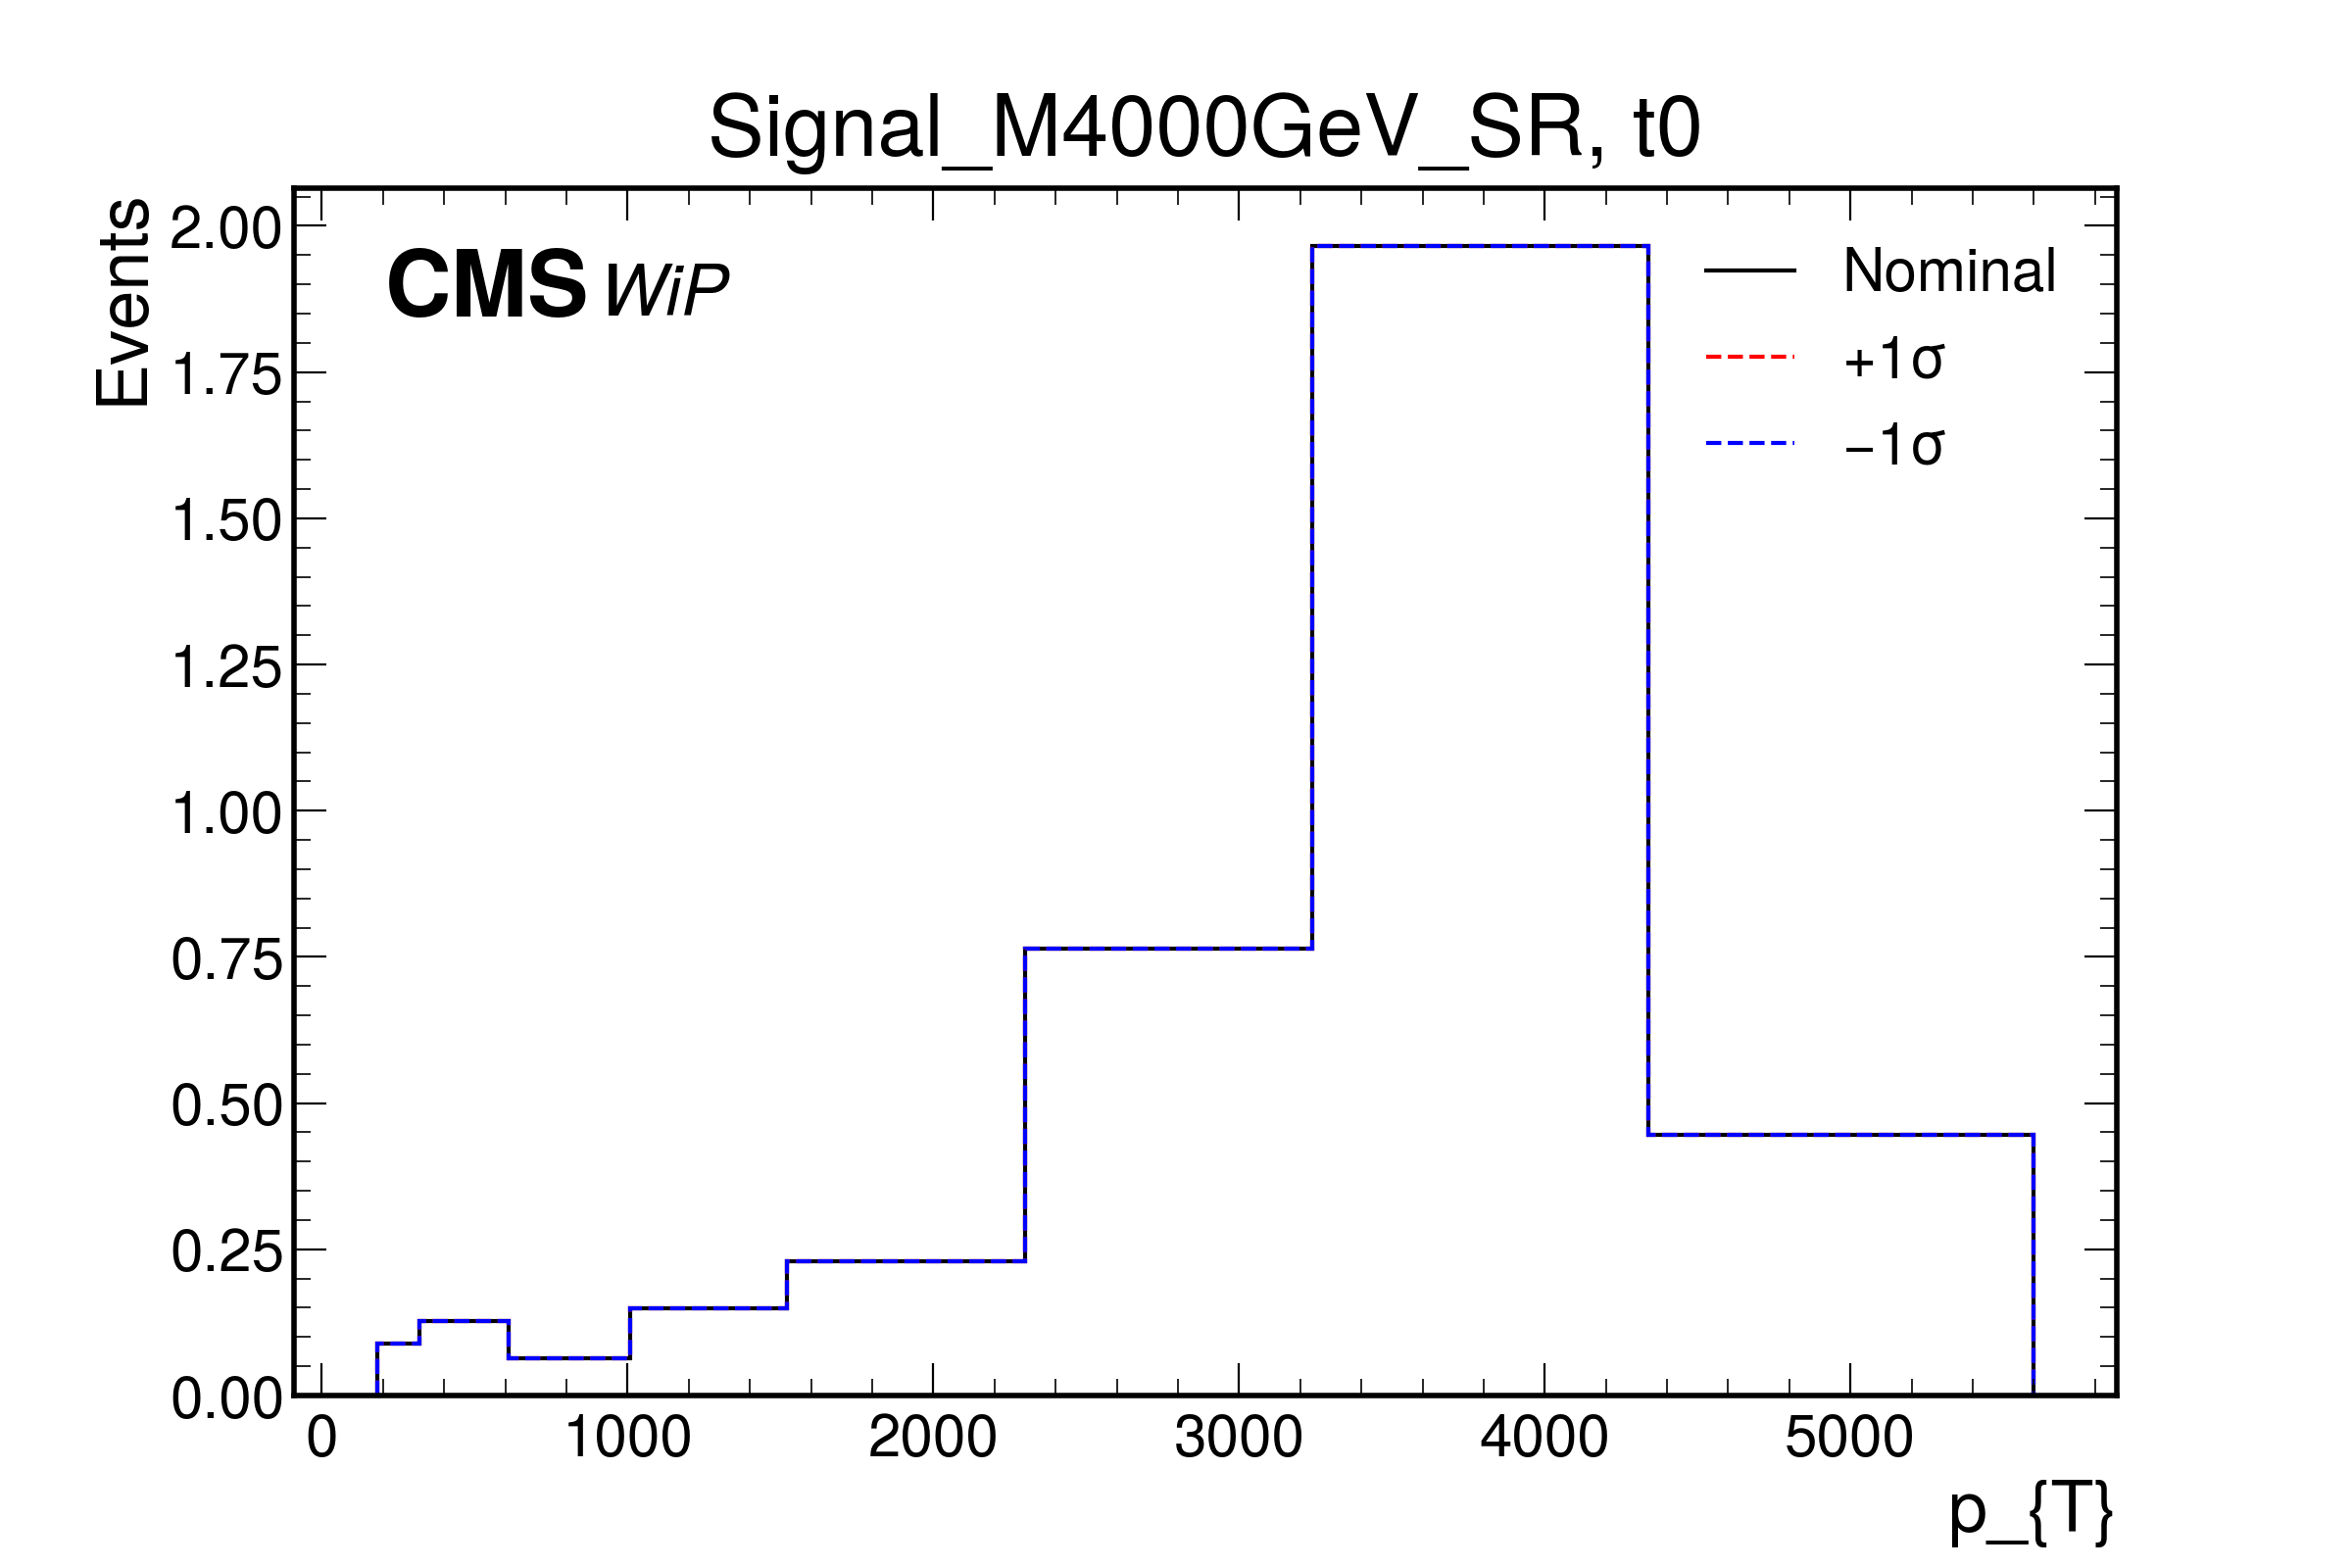 Signal_M4000GeV_SR, t0
Events
CMS WiP
Nominal
+1σ
−1σ
2.00
1.75
1.50
1.25
1.00
0.75
0.50
0.25
0.00
0 1000 2000 3000 4000 5000
p_{T}